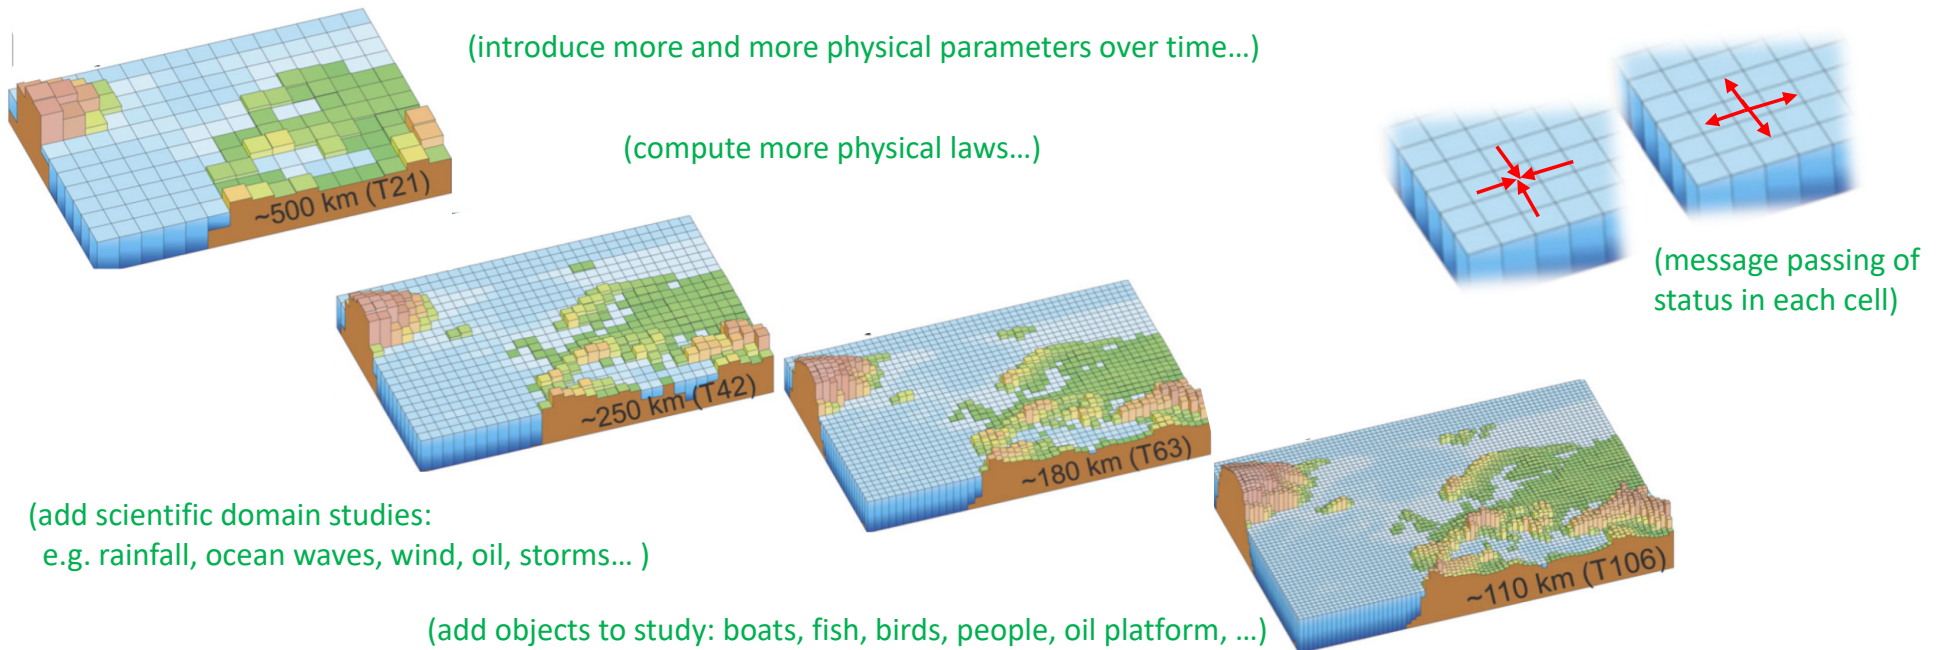 (introduce more and more physical parameters over time…)
(compute more physical laws…)
~500 km (T21)
(message passing of
status in each cell)
~250 km (T42)
~180 km (T63)
~110 km (T106)
(add scientific domain studies:
e.g. rainfall, ocean waves, wind, oil, storms… )
(add objects to study: boats, fish, birds, people, oil platform, …)